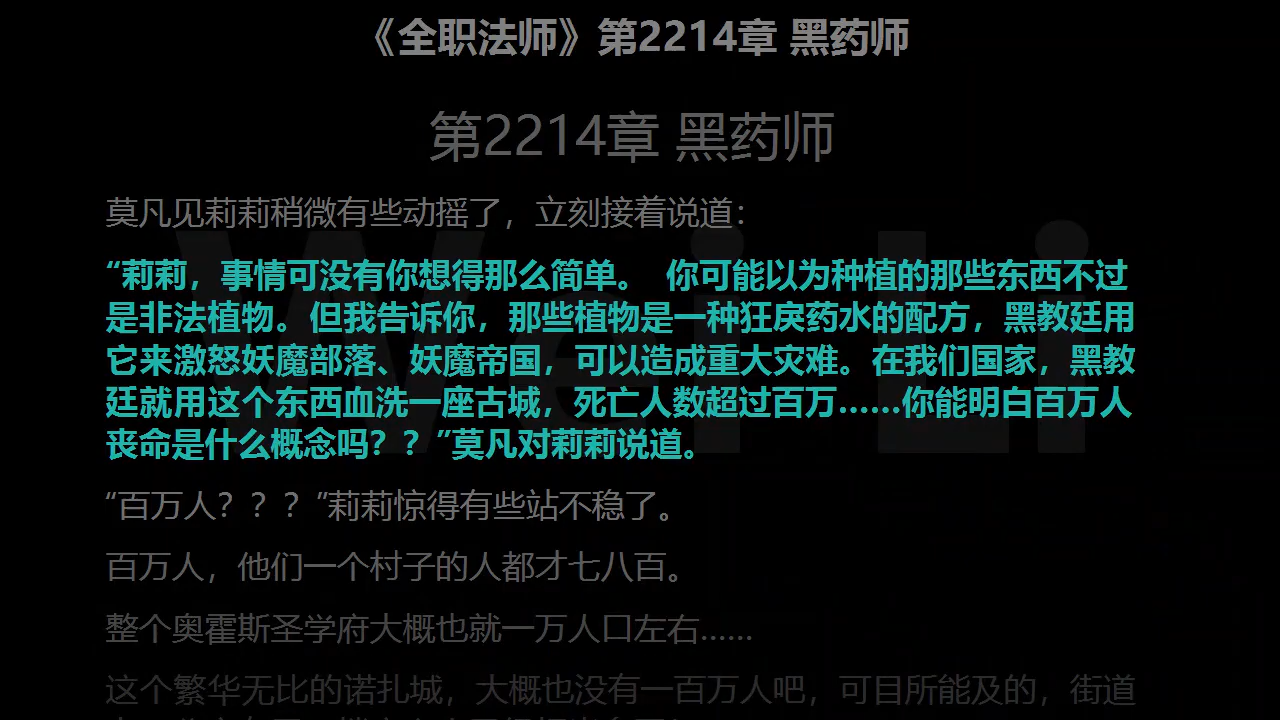 《全职法师》第2214章 黑药师
第2214章 黑药师
莫凡见莉莉稍微有些动摇了，立刻接着说道：
“莉莉，事情可没有你想得那么简单。 你可能以为种植的那些东西不过
是非法植物。但我告诉你，那些植物是一种狂戾药水的配方，黑教廷用
它来激怒妖魔部落、妖魔帝国，可以造成重大灾难。在我们国家，黑教
廷就用这个东西血洗一座古城，死亡人数超过百万......你能明白百万人
丧命是什么概念吗？？”莫凡对莉莉说道。
“百万人？？？”莉莉惊得有些站不稳了。
百万人，他们一个村子的人都才七八百。
整个奥霍斯圣学府大概也就一万人口左右......
这个繁华无比的诺扎城，大概也没有一百万人吧，可目所能及的，街道
Wei Li